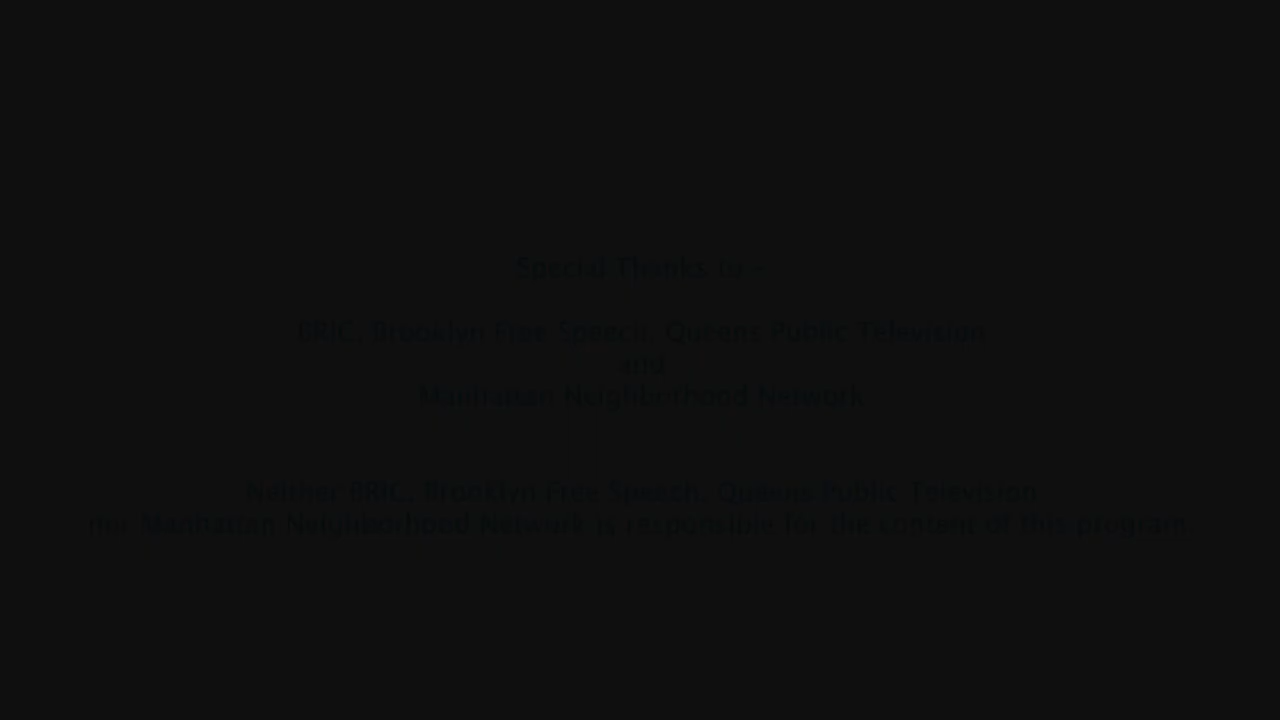 Special Thanks to -
BRIC, Brooklyn Free Speech, Queens Public Television
and
Manhattan Neighborhood Network
Neither BRIC, Brooklyn Free Speech, Queens Public Television
nor Manhattan Neighborhood Network is responsible for the content of this program.